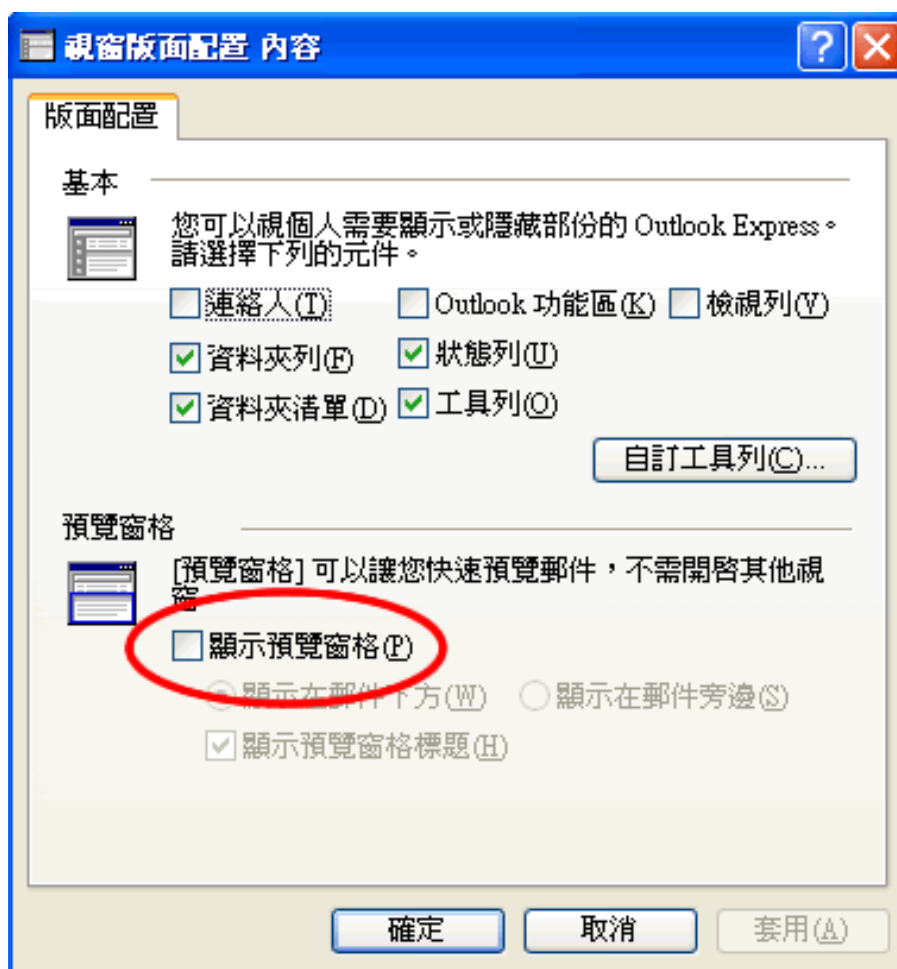 視窗版面配置 內容
版面配置
基本
您可以視個人需要顯示或隱藏部份的 Outlook Express。
請選擇下列的元件。
連絡人(T) Outlook 功能區(K) 檢視列(V)
資料夾列(F) 狀態列(U)
資料夾清單(D) 工具列(O)
自訂工具列(C)...
預覽窗格
[預覽窗格] 可以讓您快速預覽郵件，不需開啓其他視
窗
顯示預覽窗格(P)
顯示在郵件下方(W) 顯示在郵件旁邊(S)
顯示預覽窗格標題(H)
確定 取消 套用(A)